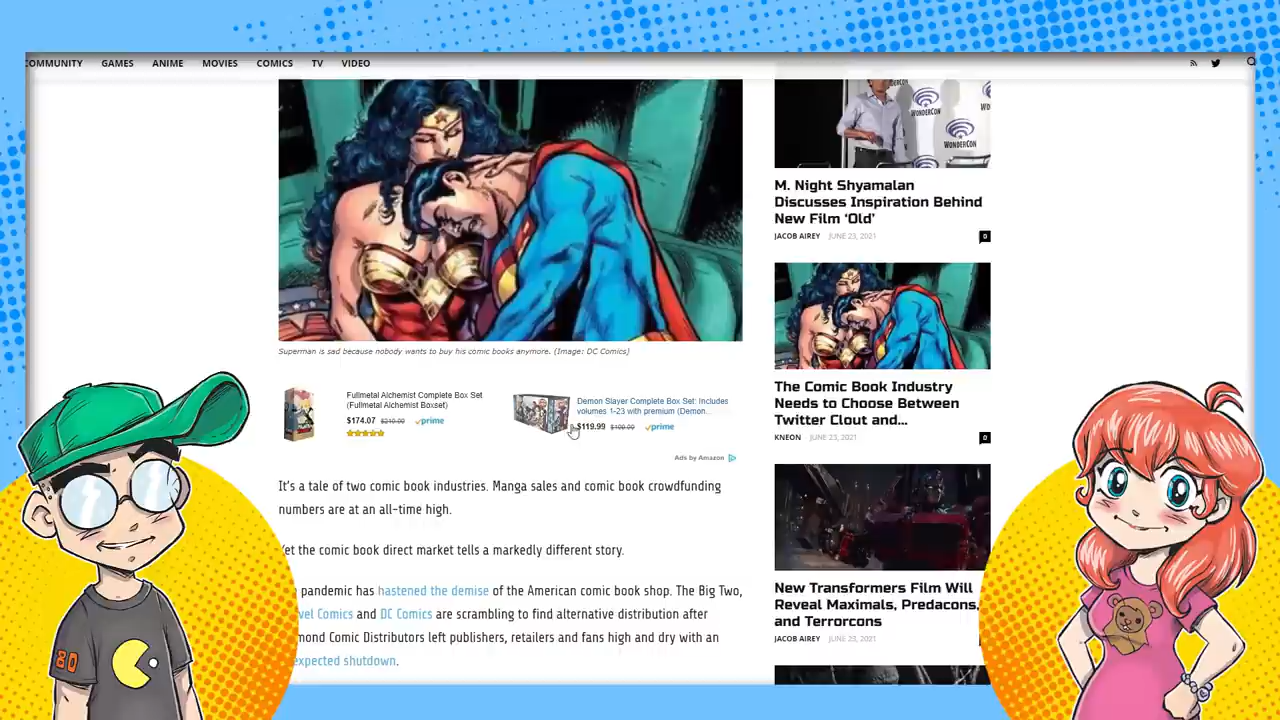 OMMUNITY GAMES ANIME MOVIES COMICS TV VIDEO
WONDERCON
WONDERCON
Superman is sad because nobody wants to buy his comic books anymore. (Image: DC Comics)
Fullmetal Alchemist Complete Box Set
(Fullmetal Alchemist Boxset)
$174.07 $210.00 prime
Demon Slayer Complete Box Set: Includes
volumes 1-23 with premium (Demon...
$119.99 prime
Ads by Amazon
It's a tale of two comic book industries. Manga sales and comic book crowdfunding
numbers are at an all-time high.
et the comic book direct market tells a markedly different story.
pandemic has hastened the demise of the American comic book shop. The Big Two,
vel Comics and DC Comics are scrambling to find alternative distribution after
mond Comic Distributors left publishers, retailers and fans high and dry with an
expected shutdown.
M. Night Shyamalan
Discusses Inspiration Behind
New Film ‘Old’
JACOB AIREY JUNE 23, 2021 0
The Comic Book Industry
Needs to Choose Between
Twitter Clout and...
KNEON JUNE 23, 2021 0
New Transformers Film Will
Reveal Maximals, Predacons,
and Terrorcons
JACOB AIREY JUNE 23, 2021
80